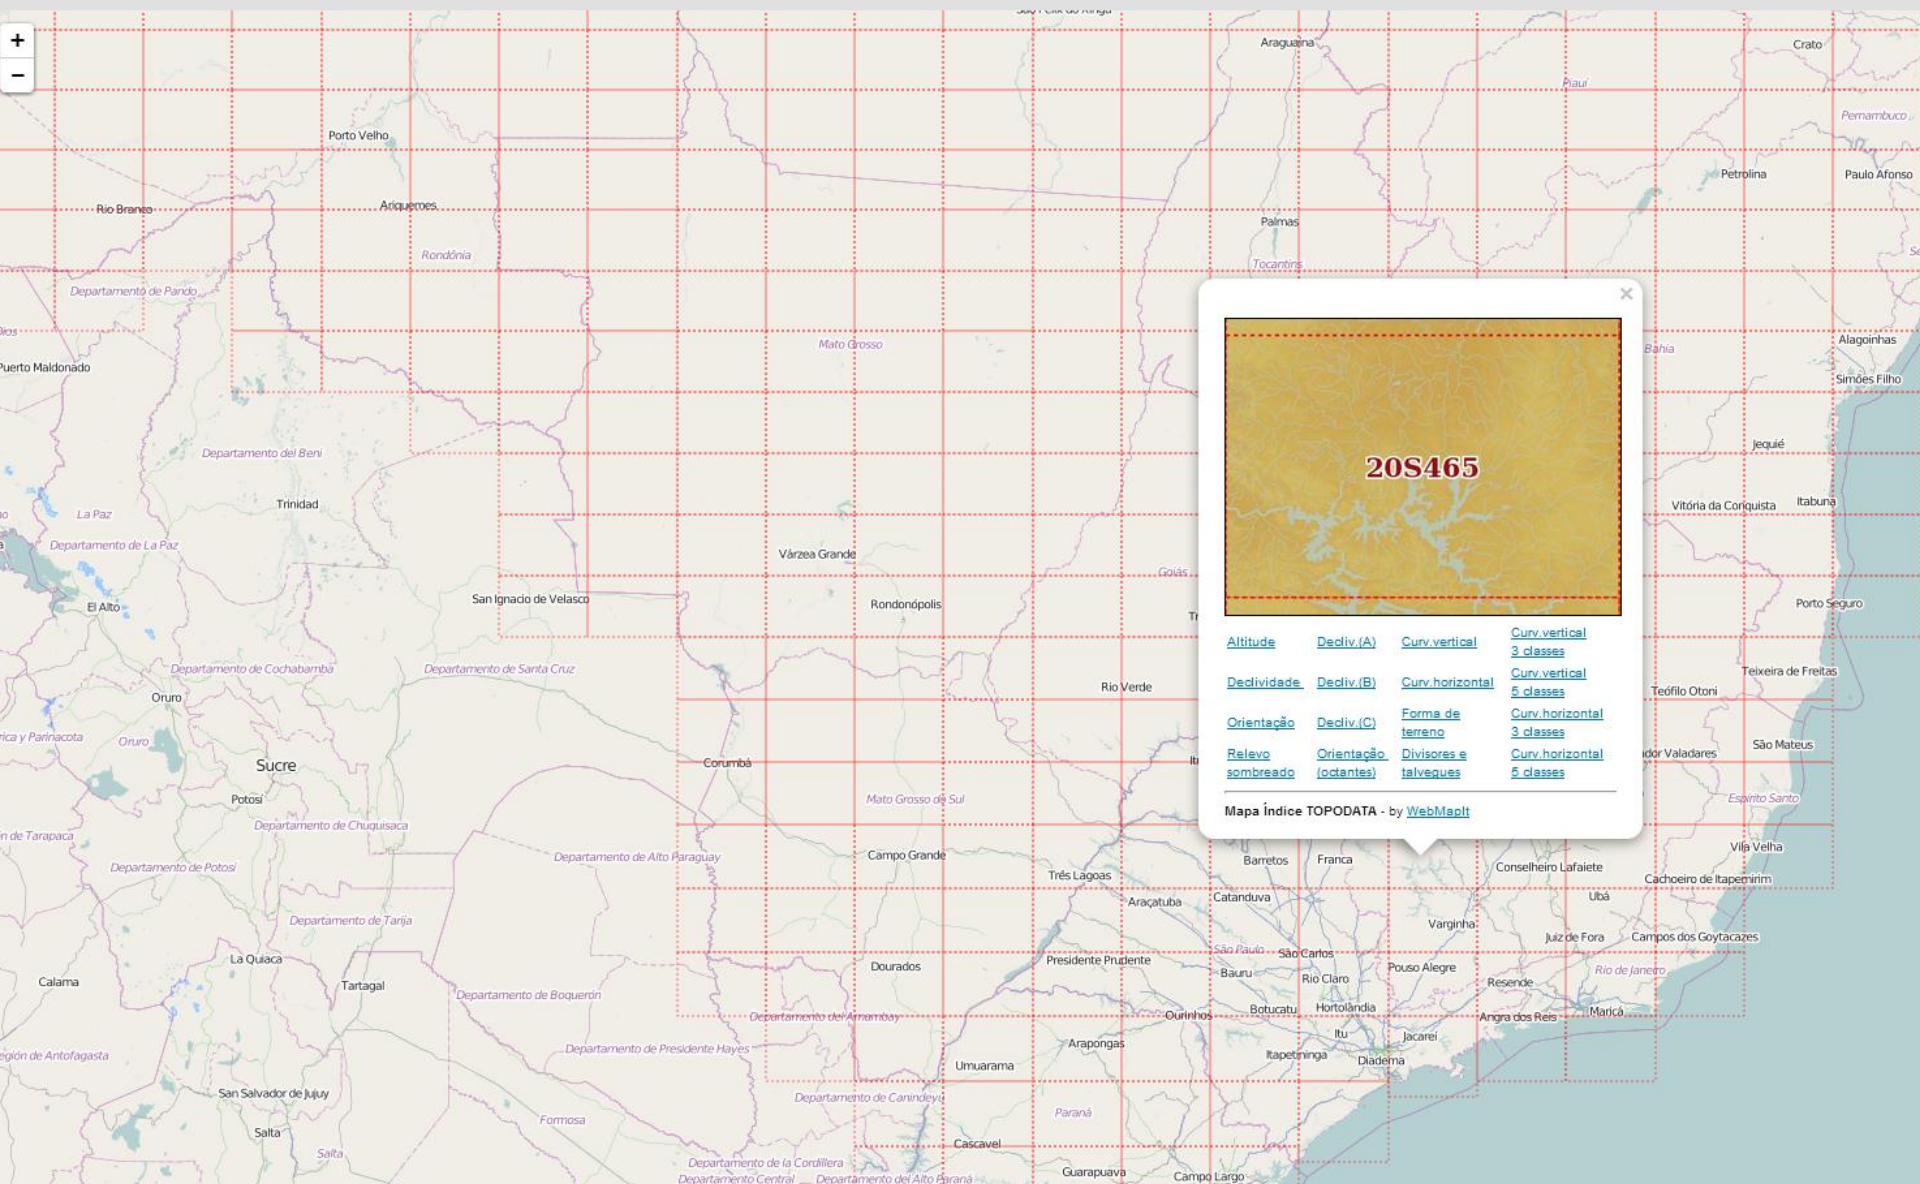 +
−
São Félix do Xingu
Araguaína
Crato
Piauí
Pernambuco
Porto Velho
Petrolina
Paulo Afonso
Rio Branco
Ariquemes
Palmas
Rondônia
Tocantins
Departamento de Pando
Mato Grosso
Bahia
Alagoinhas
Puerto Maldonado
Simões Filho
Departamento del Beni
Jequié
Trinidad
Vitória da Conquista
Itabuna
La Paz
Departamento de La Paz
Várzea Grande
Goiás
El Alto
San Ignacio de Velasco
Rondonópolis
Porto Seguro
Departamento de Cochabamba
Departamento de Santa Cruz
Teixeira de Freitas
Oruro
Rio Verde
Teófilo Otoni
rica y Parinacota
Oruro
São Mateus
dor Valadares
Sucre
Corumbá
Potosí
Mato Grosso do Sul
Espírito Santo
Departamento de Chuquisaca
n de Tarapaca
Departamento de Potosí
Departamento de Alto Paraguay
Campo Grande
Vila Velha
×
20S465
Altitude
Decliv.(A)
Curv.vertical
Curv.vertical
3 classes
Declividade
Decliv.(B)
Curv.horizontal
Curv.vertical
5 classes
Orientação
Decliv.(C)
Forma de
terreno
Curv.horizontal
3 classes
Relevo
sombreado
Orientação
(octantes)
Divisores e
talvegues
Curv.horizontal
5 classes
Mapa Índice TOPODATA - by WebMapIt
Barretos
Franca
Conselheiro Lafaiete
Três Lagoas
Cachoeiro de Itapemirim
Araçatuba
Catanduva
Ubá
Departamento de Tarija
Varginha
Juiz de Fora
Campos dos Goytacazes
São Paulo
São Carlos
La Quiaca
Dourados
Presidente Prudente
Bauru
Pouso Alegre
Rio de Janeiro
Calama
Tartagal
Rio Claro
Resende
Departamento de Boquerón
Botucatu
Hortolândia
Maricá
Departamento del Amambay
Ourinhos
Angra dos Reis
Itu
Jacareí
Arapongas
egión de Antofagasta
Departamento de Presidente Hayes
Itapetininga
Diadema
Umuarama
San Salvador de Jujuy
Departamento de Canindeyú
Formosa
Paraná
Salta
Cascavel
Salta
Departamento de la Cordillera
Guarapuava
Campo Largo
Departamento Central
Departamento del Alto Paraná